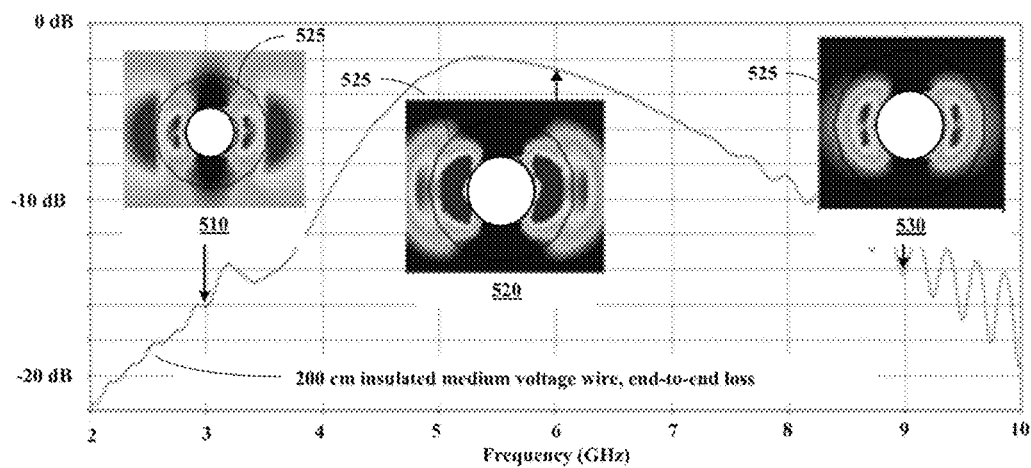 0 dB
525
525
525
-10 dB
510
520
530
-20 dB
200 cm insulated medium voltage wire, end-to-end loss
2 3 4 5 6 7 8 9 10
Frequency (GHz)